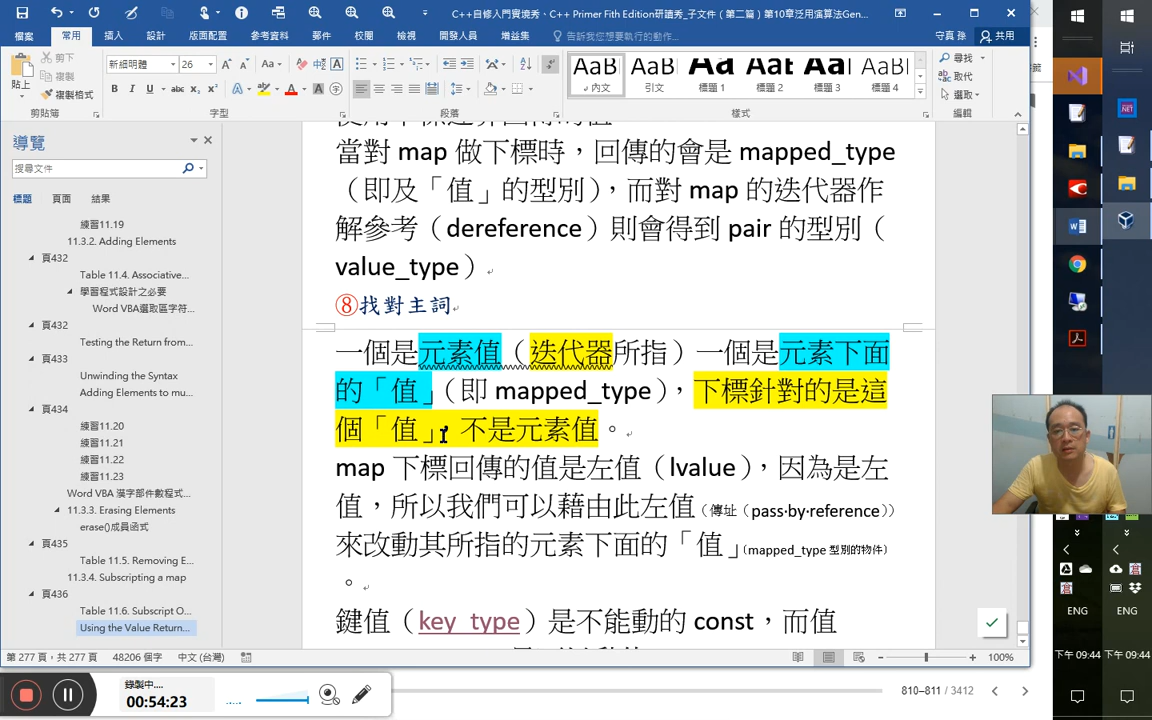 C++自修入門實境秀、C++ Primer Fith Edition研讀秀_子文件（第二篇）第10章泛用演算法Gen...
檔案 常用 插入 設計 版面配置 參考資料 郵件 校閱 檢視 開發人員 增益集 告訴我您想要執行的動作... 守真 孫 共用
貼上 剪下 複製 複製格式
新細明體 26
尋找 取代 選取
AaB AaBb AaB AaB AaB AaBb
內文 引文 標題 1 標題 2 標題 3 標題 4
剪貼簿 字型 段落 樣式 編輯
導覽
搜尋文件
標題 頁面 結果
練習11.19
11.3.2. Adding Elements
頁432
Table 11.4. Associative...
學習程式設計之必要
Word VBA選取區字符...
頁432
Testing the Return from...
頁433
Unwinding the Syntax
Adding Elements to mu...
頁434
練習11.20
練習11.21
練習11.22
練習11.23
Word VBA 漢字部件數程式...
11.3.3. Erasing Elements
erase()成員函式
頁435
Table 11.5. Removing E...
11.3.4. Subscripting a map
頁436
Table 11.6. Subscript O...
Using the Value Return...
當對 map 做下標時，回傳的會是 mapped_type
（即及「值」的型別），而對 map 的迭代器作
解參考（dereference）則會得到 pair 的型別（
value_type）
⑧找對主詞
一個是元素值（迭代器所指）一個是元素下面
的「值」（即 mapped_type），下標針對的是這
個「值」，不是元素值。
map 下標回傳的值是左值（lvalue），因為是左
值，所以我們可以藉由此左值（傳址（pass·by·reference））
來改動其所指的元素下面的「值」（mapped_type 型別的物件）
。
鍵值（key_type）是不能動的 const，而值
第 277 頁，共 277 頁 48206 個字 中文 (台灣) 100%
錄製中....
00:54:23
810–811 / 3412
ENG ENG
下午 09:44 下午 09:44